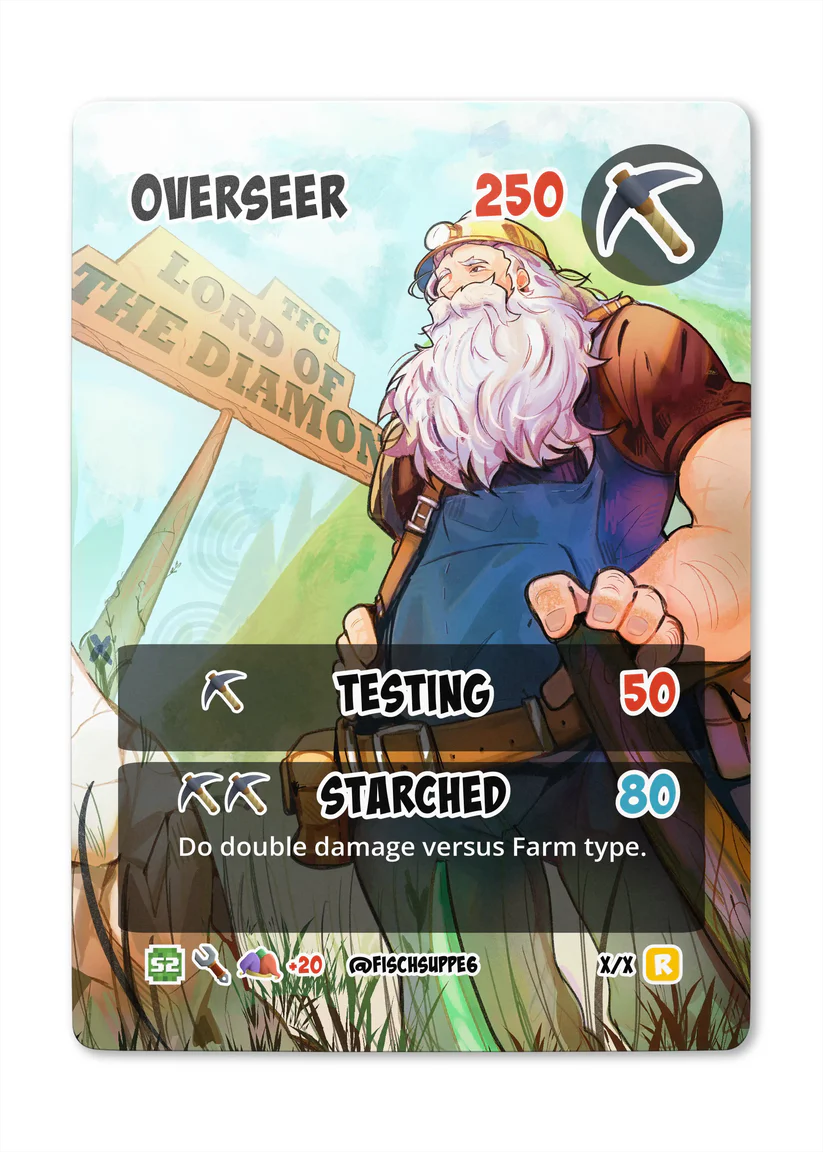 OVERSEER 250
TFC
LORD OF
THE DIAMON
TESTING 50
STARCHED 80
Do double damage versus Farm type.
S2 +20 @FISCHSUPPE6 X/X R